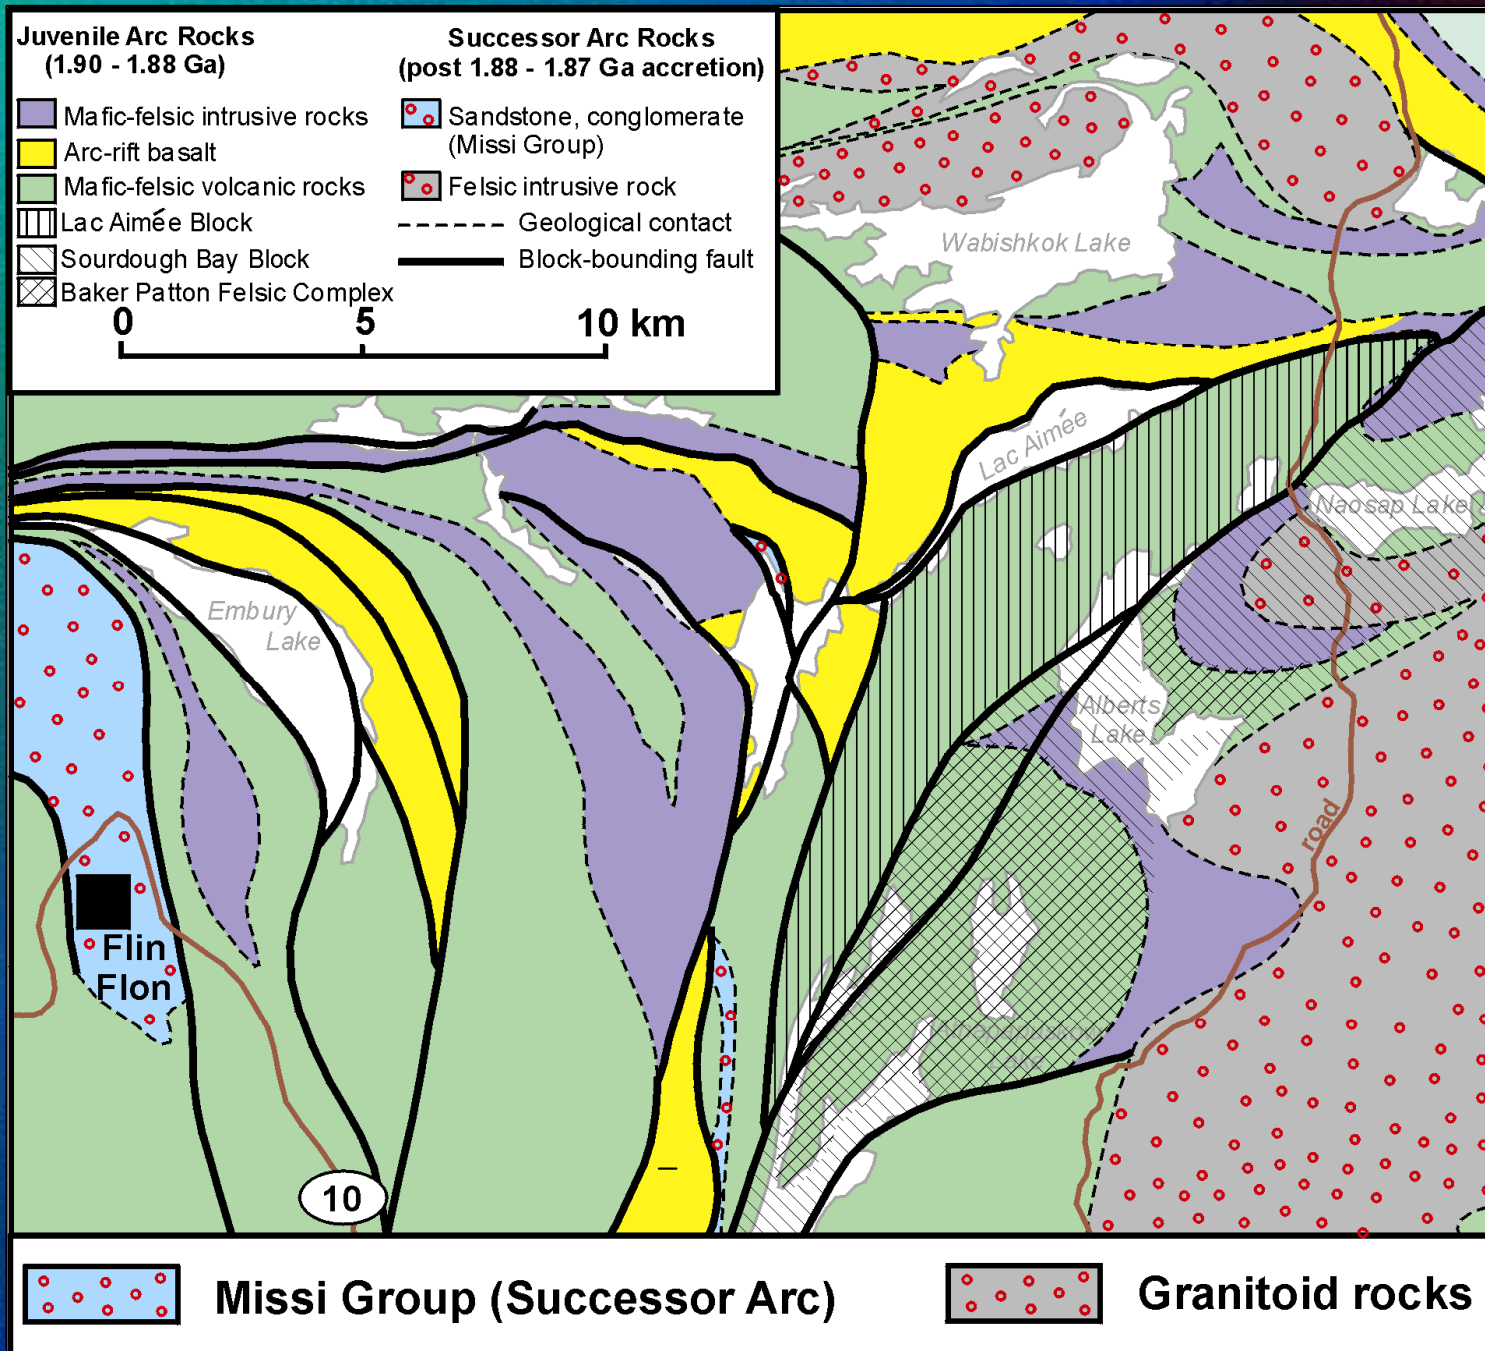 Juvenile Arc Rocks
(1.90 - 1.88 Ga)
Mafic-felsic intrusive rocks
Arc-rift basalt
Mafic-felsic volcanic rocks
Lac Aimée Block
Sourdough Bay Block
Baker Patton Felsic Complex
Successor Arc Rocks
(post 1.88 - 1.87 Ga accretion)
Sandstone, conglomerate
(Missi Group)
Felsic intrusive rock
Geological contact
Block-bounding fault
0 5 10 km
Wabishkok Lake
Lac Aimée
Naosap Lake
Embury
Lake
Alberts
Lake
road
Flin
Flon
10
Missi Group (Successor Arc)
Granitoid rocks